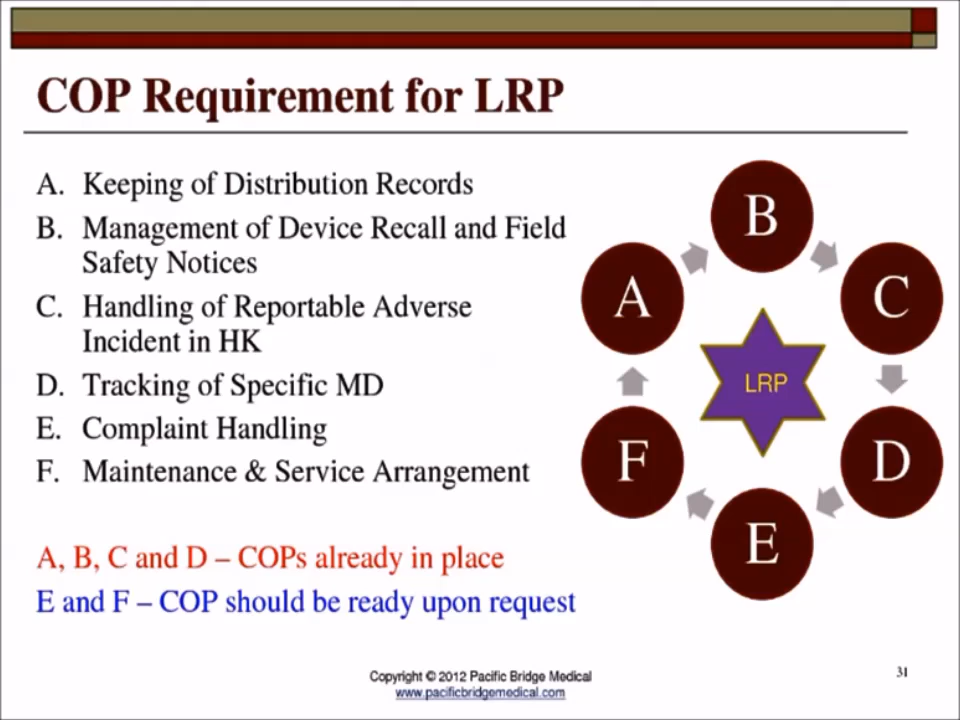 COP Requirement for LRP
A. Keeping of Distribution Records
B. Management of Device Recall and Field
Safety Notices
C. Handling of Reportable Adverse
Incident in HK
D. Tracking of Specific MD
E. Complaint Handling
F. Maintenance & Service Arrangement
A, B, C and D – COPs already in place
E and F – COP should be ready upon request
B
A
C
LRP
F
D
E
Copyright © 2012 Pacific Bridge Medical
www.pacificbridgemedical.com
31